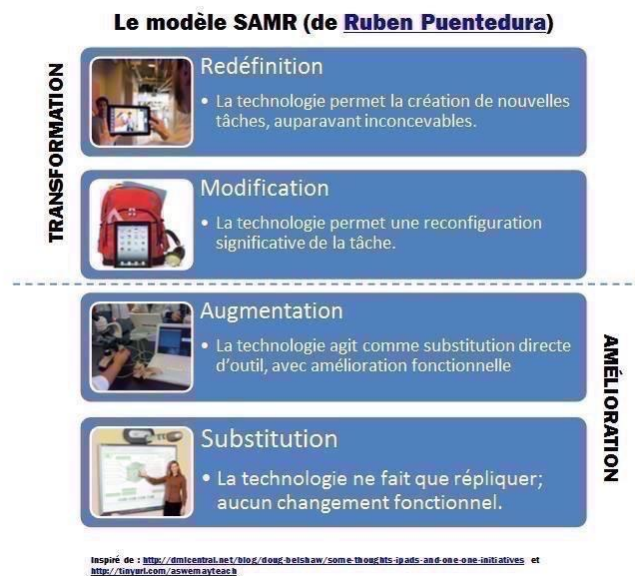 Le modèle SAMR (de Ruben Puentedura)
TRANSFORMATION
Redéfinition
• La technologie permet la création de nouvelles
tâches, auparavant inconcevables.
Modification
• La technologie permet une reconfiguration
significative de la tâche.
AMÉLIORATION
Augmentation
• La technologie agit comme substitution directe
d'outil, avec amélioration fonctionnelle
Substitution
• La technologie ne fait que répliquer;
aucun changement fonctionnel.
Inspiré de : http://dmlcentral.net/blog/doug-belshaw/some-thoughts-ipads-and-one-one-initiatives et
http://tinyurl.com/aswemayteach